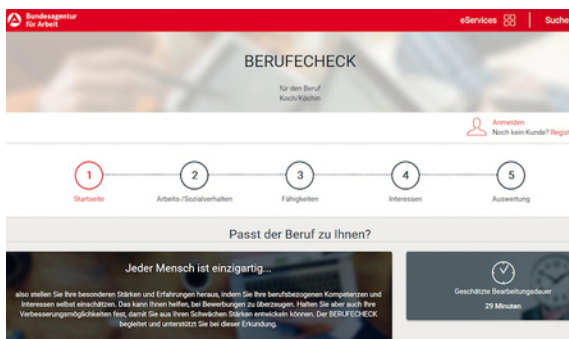 Bundesagentur
für Arbeit
eServices
Suche
BERUFECHECK
für den Beruf
Koch/Köchin
Anmelden
Noch kein Kunde? Regist
1
2
3
4
5
Startseite
Arbeits-/Sozialverhalten
Fähigkeiten
Interessen
Auswertung
Passt der Beruf zu Ihnen?
Jeder Mensch ist einzigartig...
also stellen Sie Ihre besonderen Stärken und Erfahrungen heraus, indem Sie Ihre berufsbezogenen Kompetenzen und
Interessen selbst einschätzen. Das kann Ihnen helfen, bei Bewerbungen zu überzeugen. Halten Sie aber auch Ihre
Verbesserungsmöglichkeiten fest, damit Sie aus Ihren Schwächen Stärken entwickeln können. Der BERUFECHECK
begleitet und unterstützt Sie bei dieser Erkundung.
Geschätzte Bearbeitungsdauer
29 Minuten